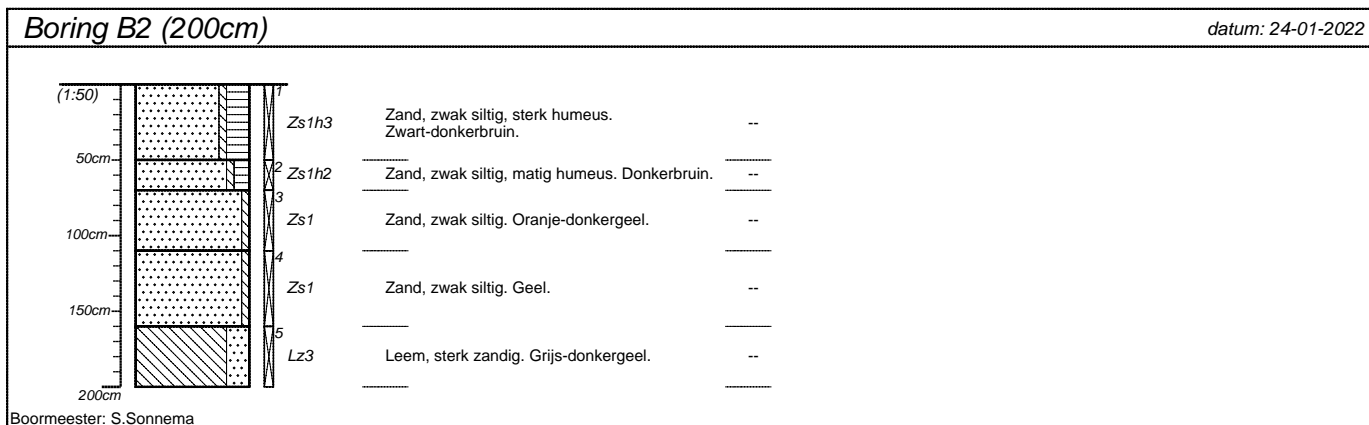 Boring B2 (200cm)
datum: 24-01-2022
(1:50)
1
Zs1h3
Zand, zwak siltig, sterk humeus.
Zwart-donkerbruin.
--
50cm
2
Zs1h2
Zand, zwak siltig, matig humeus. Donkerbruin.
--
3
Zs1
Zand, zwak siltig. Oranje-donkergeel.
--
100cm
4
Zs1
Zand, zwak siltig. Geel.
--
150cm
5
Lz3
Leem, sterk zandig. Grijs-donkergeel.
--
200cm
Boormeester: S.Sonnema